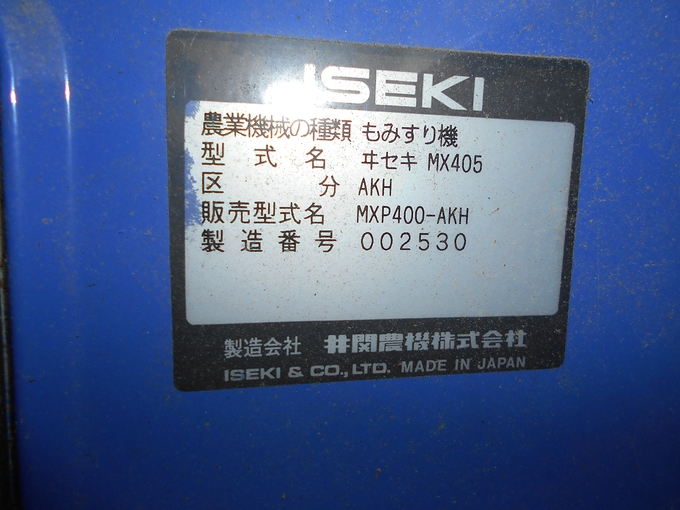 ISEKI
農業機械の種類 もみすり機
型式名 ヰセキ MX405
区分 AKH
販売型式名 MXP400-AKH
製造番号 002530
製造会社 井関農機株式会社
ISEKI & CO., LTD. MADE IN JAPAN